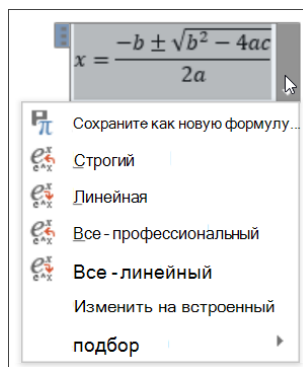 x = −b ± √b² − 4ac / 2a
Сохраните как новую формулу...
Строгий
Линейная
Все - профессиональный
Все - линейный
Изменить на встроенный
подбор